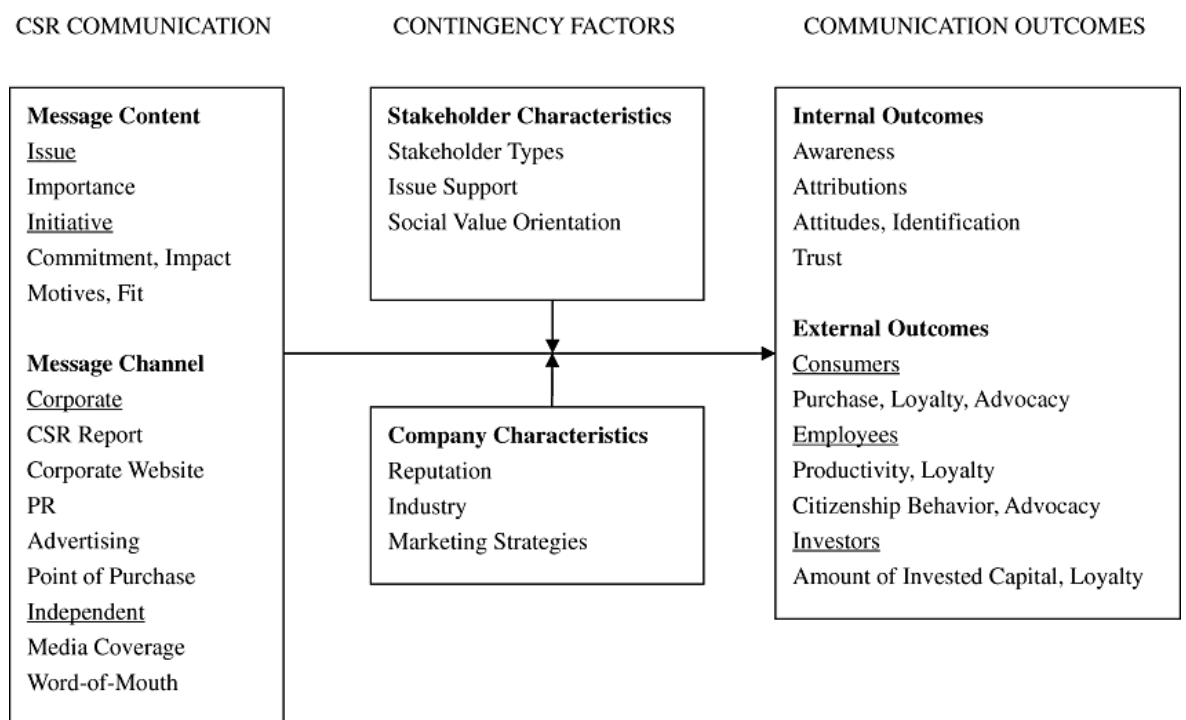 CSR COMMUNICATION
CONTINGENCY FACTORS
COMMUNICATION OUTCOMES
Message Content
Issue
Importance
Initiative
Commitment, Impact
Motives, Fit
Message Channel
Corporate
CSR Report
Corporate Website
PR
Advertising
Point of Purchase
Independent
Media Coverage
Word-of-Mouth
Stakeholder Characteristics
Stakeholder Types
Issue Support
Social Value Orientation
Company Characteristics
Reputation
Industry
Marketing Strategies
Internal Outcomes
Awareness
Attributions
Attitudes, Identification
Trust
External Outcomes
Consumers
Purchase, Loyalty, Advocacy
Employees
Productivity, Loyalty
Citizenship Behavior, Advocacy
Investors
Amount of Invested Capital, Loyalty